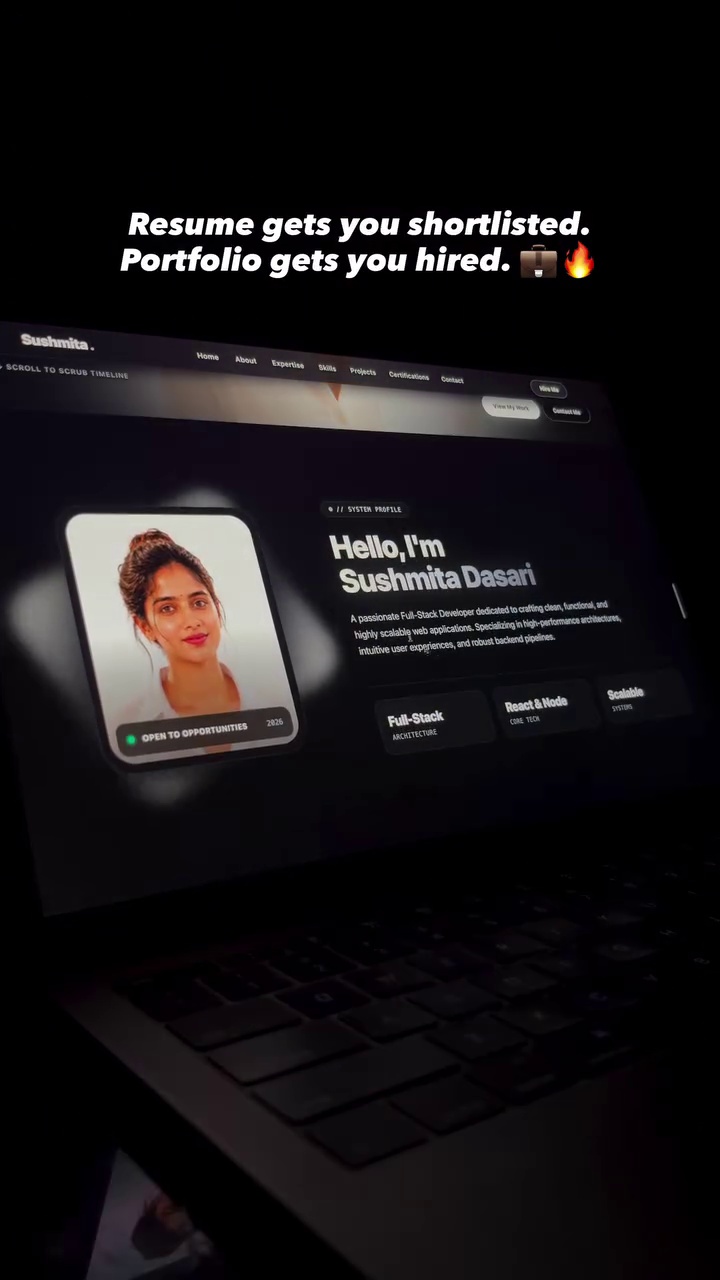 Resume gets you shortlisted.
Portfolio gets you hired. 💼🔥
Sushmita.
Home About Expertise Skills Projects Certifications Contact
Hire Me
SCROLL TO SCRUB TIMELINE
View My Work
Contact Me
// SYSTEM PROFILE
Hello, I'm
Sushmita Dasari
A passionate Full-Stack Developer dedicated to crafting clean, functional, and
highly scalable web applications. Specializing in high-performance architectures,
intuitive user experiences, and robust backend pipelines.
OPEN TO OPPORTUNITIES 2026
Full-Stack
ARCHITECTURE
React & Node
CORE TECH
Scalable
SYSTEMS